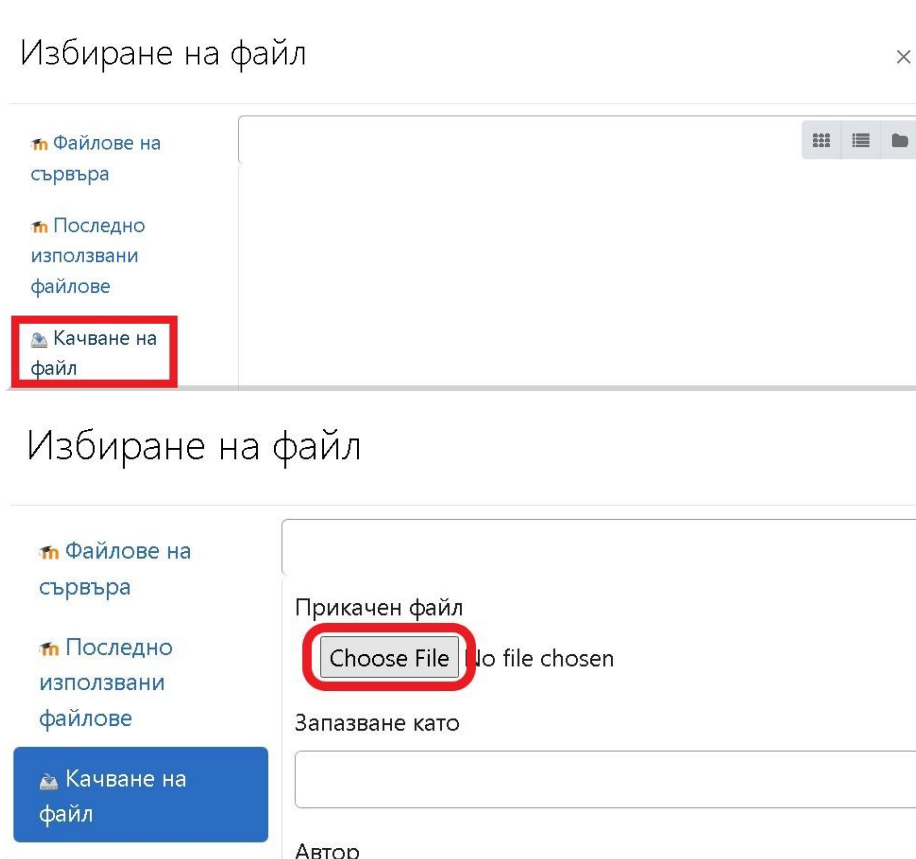 Избиране на файл
Файлове на
сървъра
Последно
използвани
файлове
Качване на
файл
Избиране на файл
Файлове на
сървъра
Последно
използвани
файлове
Качване на
файл
Прикачен файл
Choose File No file chosen
Запазване като
Автор